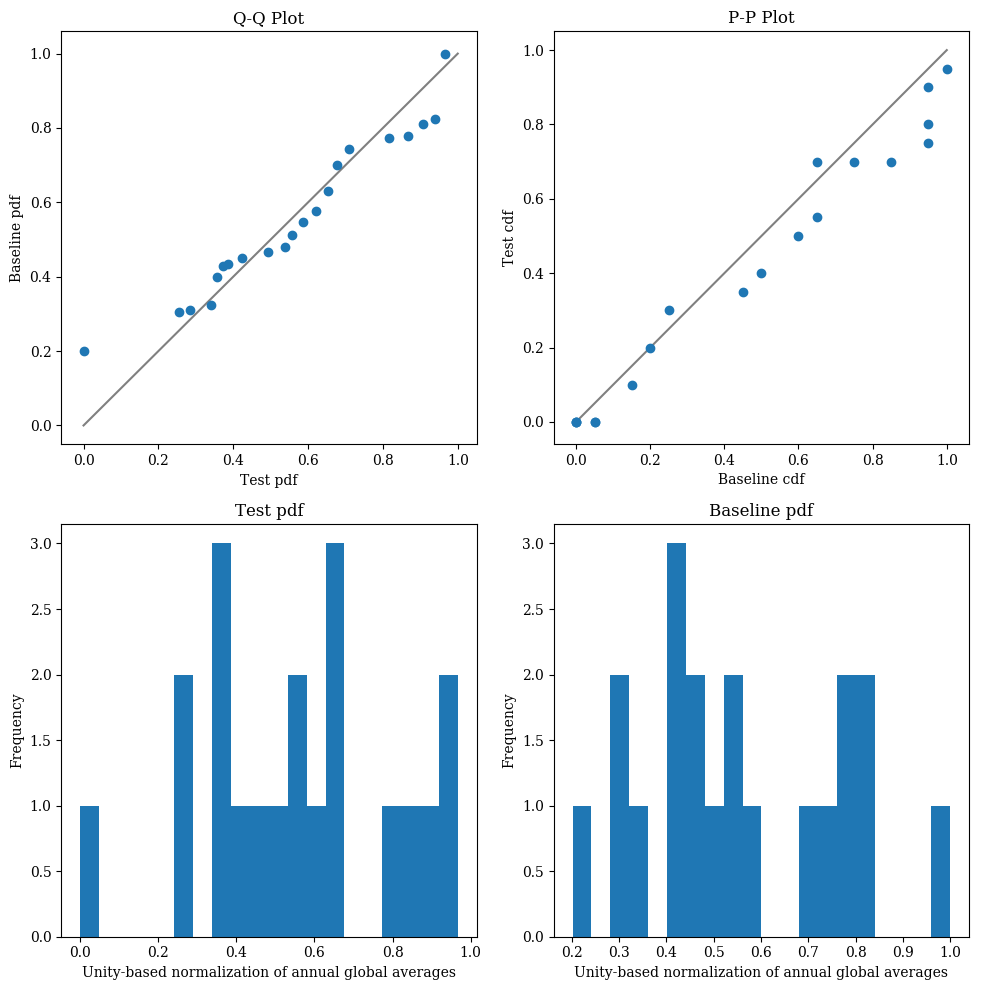 Q-Q Plot
Baseline pdf
1.0
0.8
0.6
0.4
0.2
0.0
0.0 0.2 0.4 0.6 0.8 1.0
Test pdf
P-P Plot
Test cdf
1.0
0.8
0.6
0.4
0.2
0.0
0.0 0.2 0.4 0.6 0.8 1.0
Baseline cdf
Test pdf
Frequency
3.0
2.5
2.0
1.5
1.0
0.5
0.0
0.0 0.2 0.4 0.6 0.8 1.0
Unity-based normalization of annual global averages
Baseline pdf
Frequency
3.0
2.5
2.0
1.5
1.0
0.5
0.0
0.2 0.3 0.4 0.5 0.6 0.7 0.8 0.9 1.0
Unity-based normalization of annual global averages